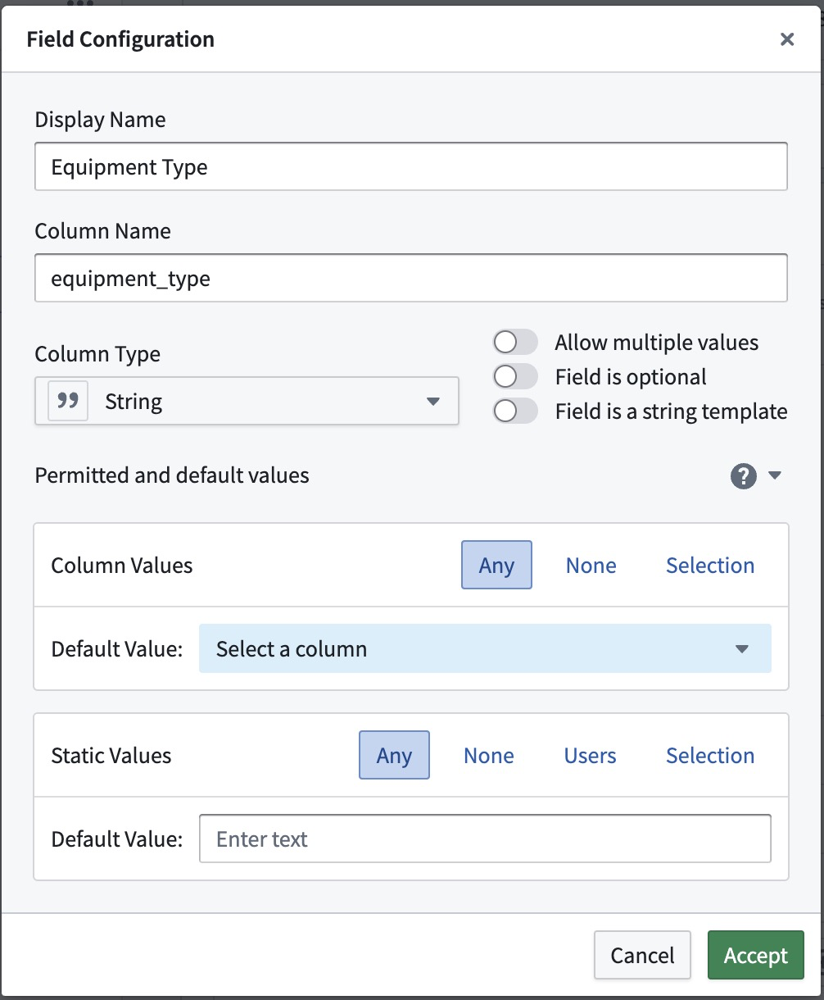 Field Configuration
Display Name
Equipment Type
Column Name
equipment_type
Column Type
String
Allow multiple values
Field is optional
Field is a string template
Permitted and default values
Column Values Any None Selection
Default Value: Select a column
Static Values Any None Users Selection
Default Value: Enter text
Cancel Accept